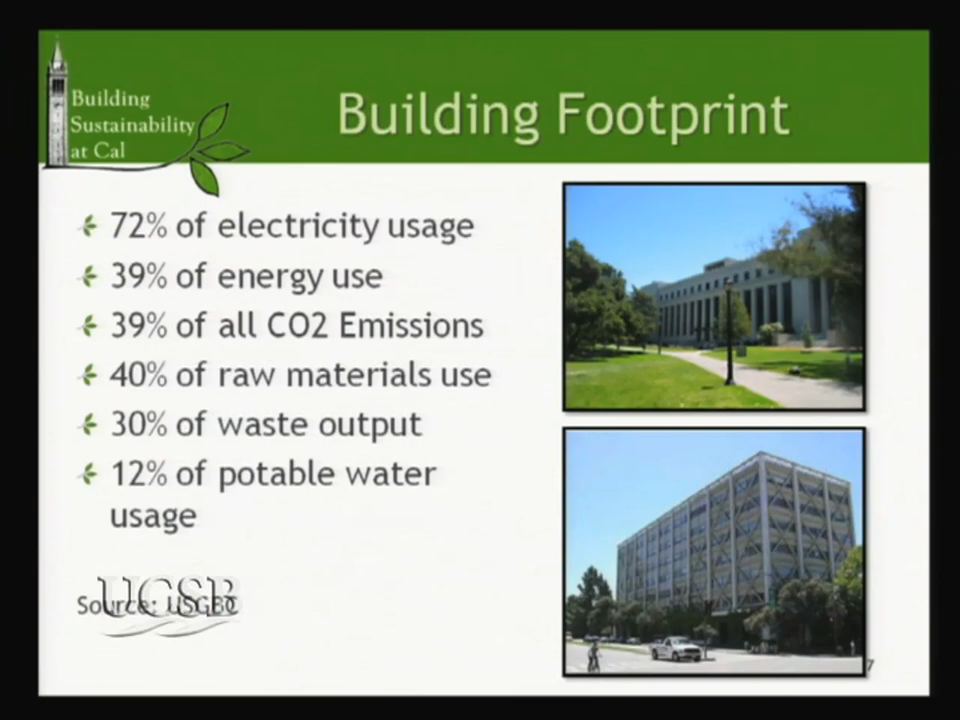 Building
Sustainability
at Cal
Building Footprint
72% of electricity usage
39% of energy use
39% of all CO2 Emissions
40% of raw materials use
30% of waste output
12% of potable water
usage
Source: USGBC
UCSB
7